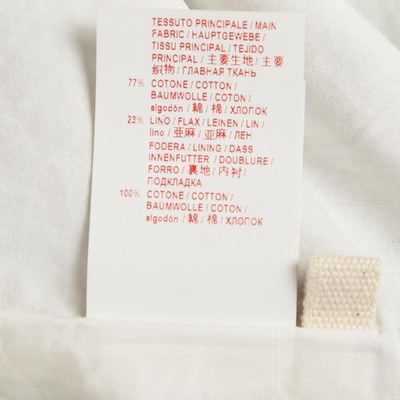 TESSUTO PRINCIPALE / MAIN
FABRIC / HAUPTGEWEBE /
TISSU PRINCIPAL / TEJIDO
PRINCIPAL / 主要生地 / 主要
织物 / ГЛАВНАЯ ТКАНЬ
77% COTONE / COTTON /
BAUMWOLLE / COTON /
algodón / 綿 / 棉 / ХЛОПОК
23% LINO / FLAX / LEINEN / LIN /
lino / 亜麻 / 亚麻 / ЛЕН
FODERA / LINING / DASS
INNENFUTTER / DOUBLURE /
FORRO / 裏地 / 内衬 /
ПОДКЛАДКА
100% COTONE / COTTON /
BAUMWOLLE / COTON /
algodón / 綿 / 棉 / ХЛОПОК